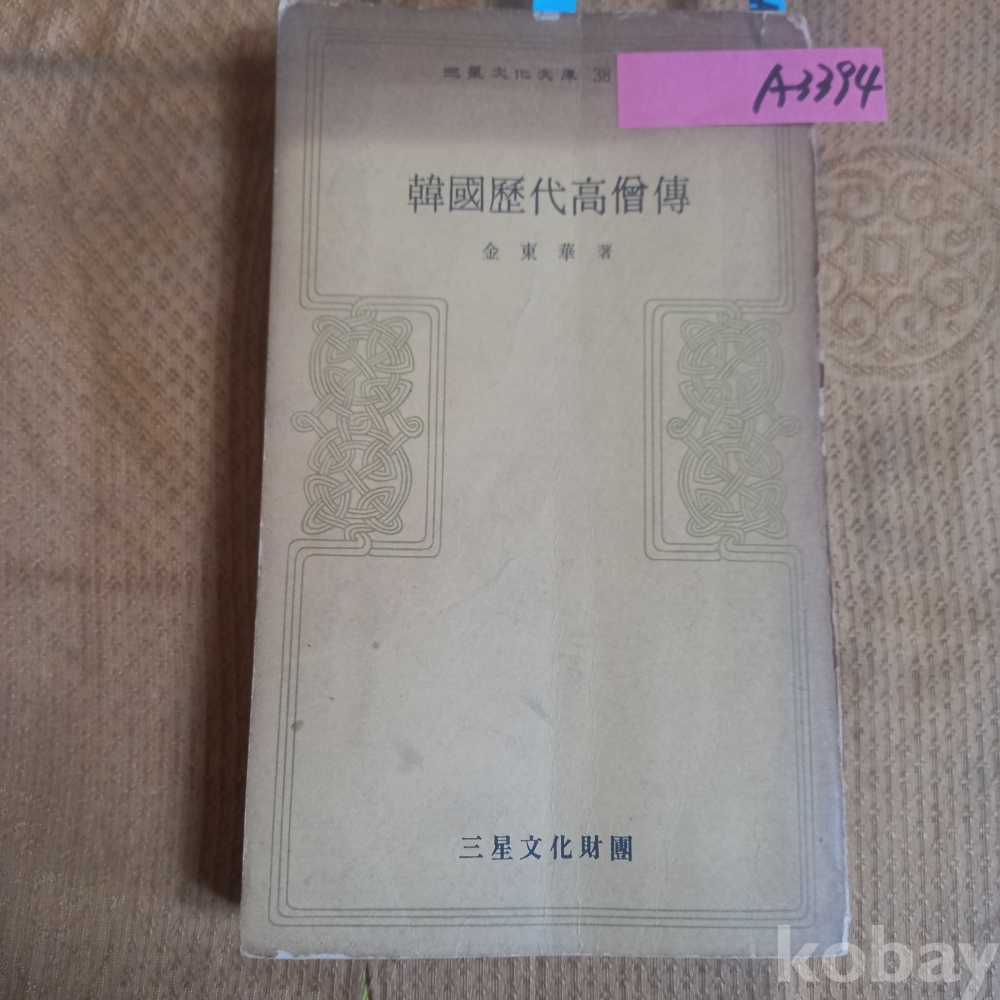 三星文化文庫 38
A3394
韓國歷代高僧傳
金東華 著
三星文化財團
kobay